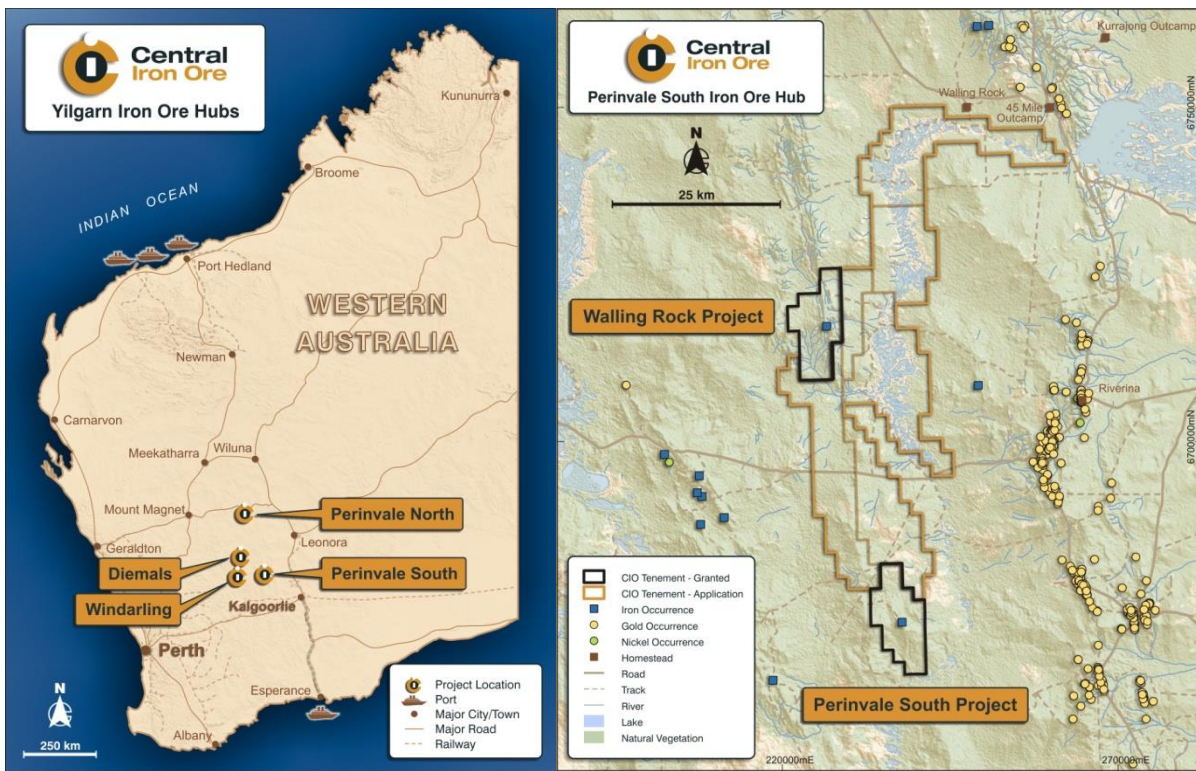 Central
Iron Ore
Yilgarn Iron Ore Hubs
Kununurra
Broome
INDIAN OCEAN
Port Hedland
WESTERN
AUSTRALIA
Newman
Carnarvon
Meekatharra
Wiluna
Mount Magnet
Perinvale North
Leonora
Geraldton
Diemals
Perinvale South
Windarling
Kalgoorlie
Perth
Esperance
Albany
N
250 km
Project Location
Port
Major City/Town
Major Road
Railway
Central
Iron Ore
Perinvale South Iron Ore Hub
Kurrajong Outcamp
Walling Rock
45 Mile
Outcamp
6750000mN
N
25 km
Walling Rock Project
Riverina
6700000mN
CIO Tenement - Granted
CIO Tenement - Application
Iron Occurrence
Gold Occurrence
Nickel Occurrence
Homestead
Road
Track
River
Lake
Natural Vegetation
Perinvale South Project
220000mE
270000mE